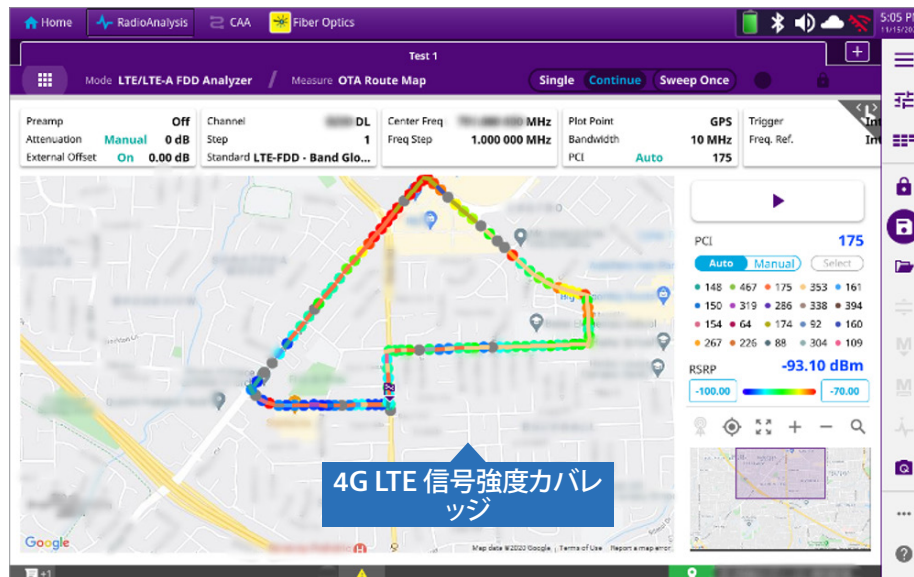 Home RadioAnalysis CAA Fiber Optics 5:05 PM
Test 1
Mode LTE/LTE-A FDD Analyzer / Measure OTA Route Map Single Continue Sweep Once
Preamp Off Channel DL Center Freq MHz Plot Point GPS Trigger Int
Attenuation Manual 0 dB Step 1 Freq Step 1.000 000 MHz Bandwidth 10 MHz Freq. Ref. Int
External Offset On 0.00 dB Standard LTE-FDD - Band Glo... PCI Auto 175
PCI 175
Auto Manual Select
148 467 175 353 161
150 319 286 338 394
154 64 174 92 160
267 226 88 304 109
RSRP -93.10 dBm
-100.00 -70.00
4G LTE 信号強度カバレ
ッジ
Google Map data ©2020 Google Terms of Use Report a map error
+1